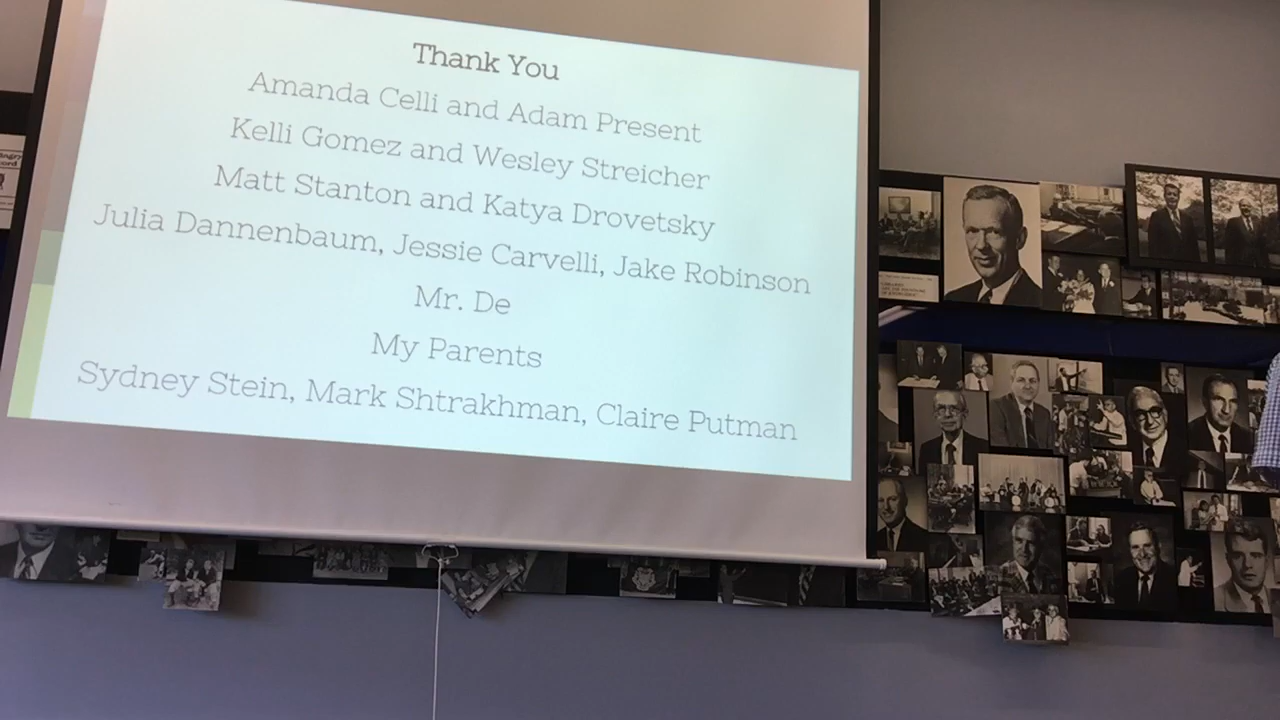 Thank You
Amanda Celli and Adam Present
Kelli Gomez and Wesley Streicher
Matt Stanton and Katya Drovetsky
Julia Dannenbaum, Jessie Carvelli, Jake Robinson
Mr. De
My Parents
Sydney Stein, Mark Shtrakhman, Claire Putman